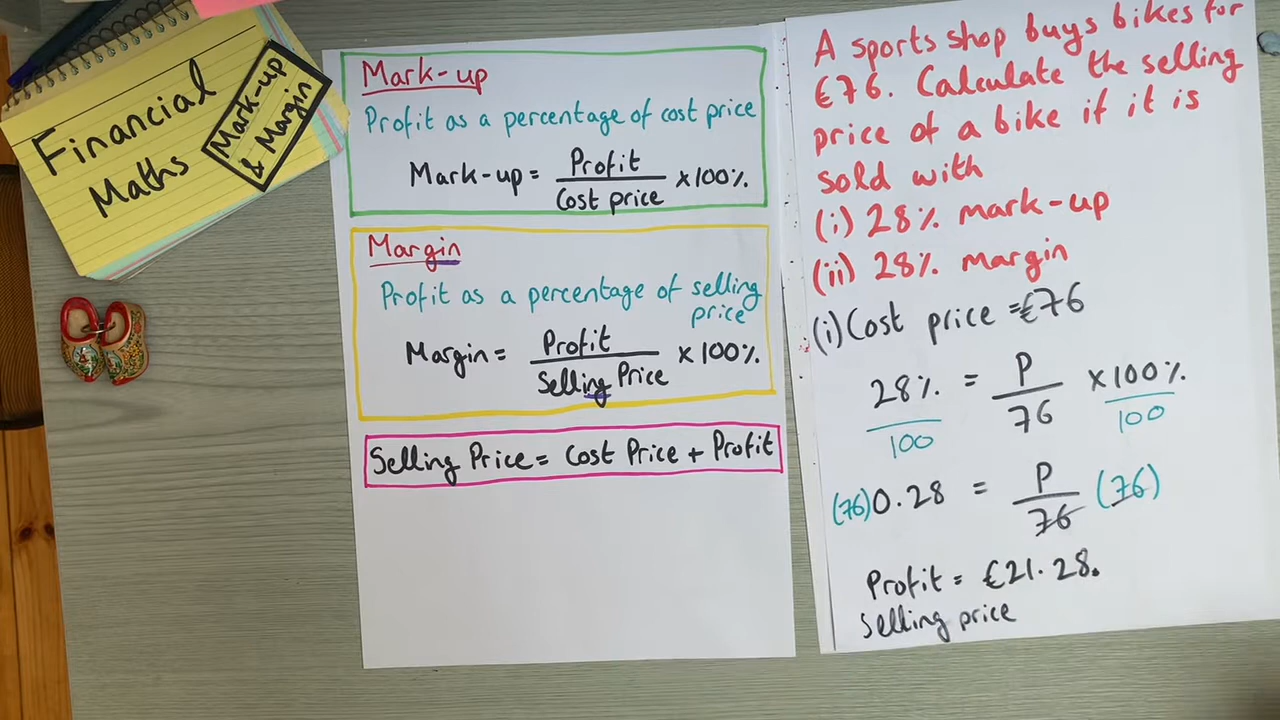 Financial
Maths
Mark-up
& Margin
Mark-up
Profit as a percentage of cost price
Mark-up = Profit / Cost price × 100%
Margin
Profit as a percentage of selling
price
Margin = Profit / Selling Price × 100%
Selling Price = Cost Price + Profit
A sports shop buys bikes for
€76. Calculate the selling
price of a bike if it is
sold with
(i) 28% mark-up
(ii) 28% margin
(i) Cost price = €76
28% / 100 = P / 76 × 100% / 100
(76) 0.28 = P / 76 (76)
Profit = €21.28.
Selling price